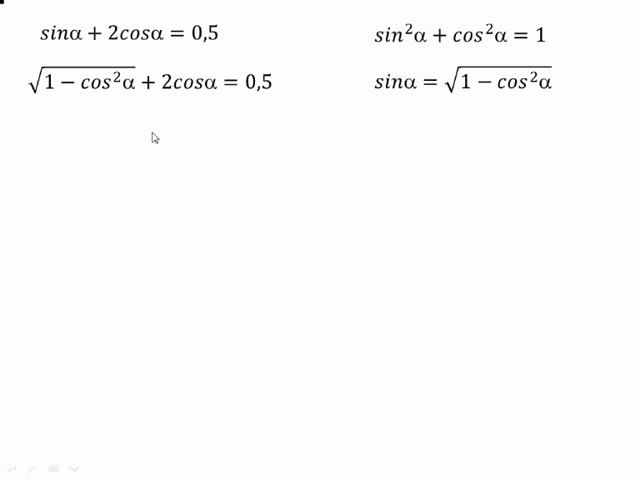 sinα + 2cosα = 0,5
sin²α + cos²α = 1
√(1 − cos²α) + 2cosα = 0,5
sinα = √(1 − cos²α)